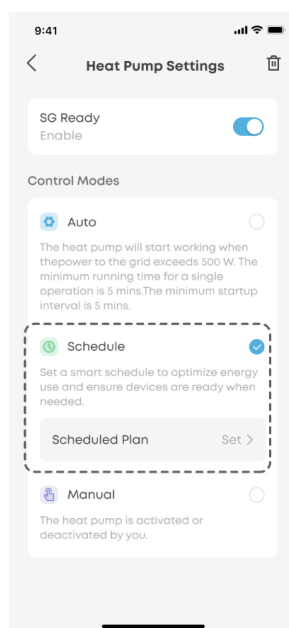 9:41
Heat Pump Settings
SG Ready
Enable
Control Modes
Auto
The heat pump will start working when
thepower to the grid exceeds 500 W. The
minimum running time for a single
operation is 5 mins.The minimum startup
interval is 5 mins.
Schedule
Set a smart schedule to optimize energy
use and ensure devices are ready when
needed.
Scheduled Plan Set >
Manual
The heat pump is activated or
deactivated by you.